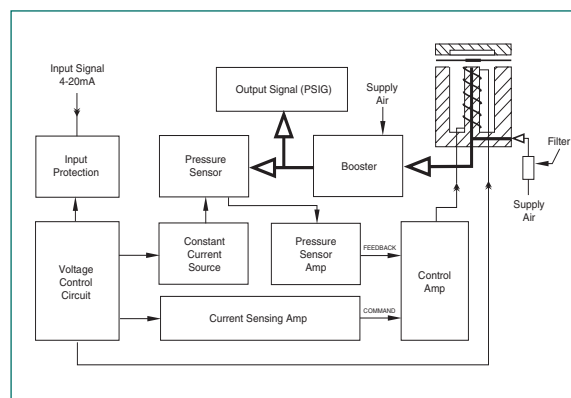 Input Signal
4-20mA
Output Signal (PSIG)
Supply
Air
Input
Protection
Pressure
Sensor
Booster
Filter
Supply
Air
Voltage
Control
Circuit
Constant
Current
Source
Pressure
Sensor
Amp
FEEDBACK
Control
Amp
Current Sensing Amp
COMMAND